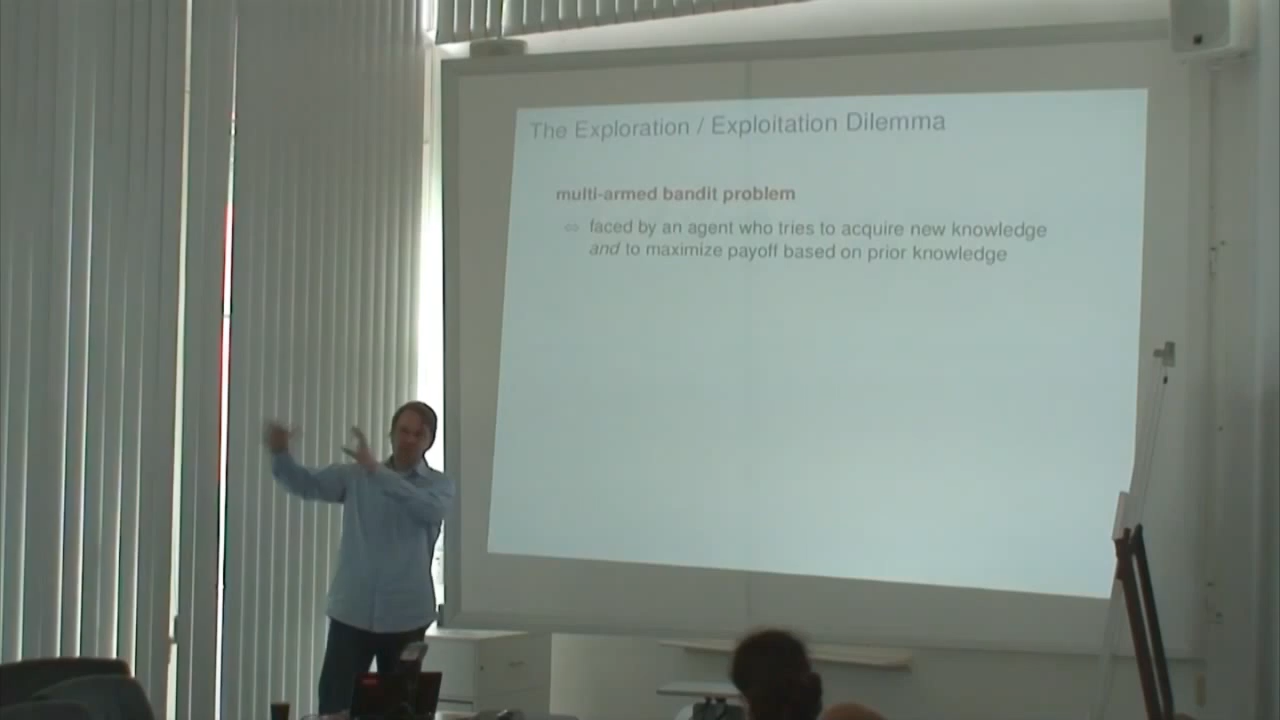 The Exploration / Exploitation Dilemma
multi-armed bandit problem
⇔ faced by an agent who tries to acquire new knowledge
and to maximize payoff based on prior knowledge